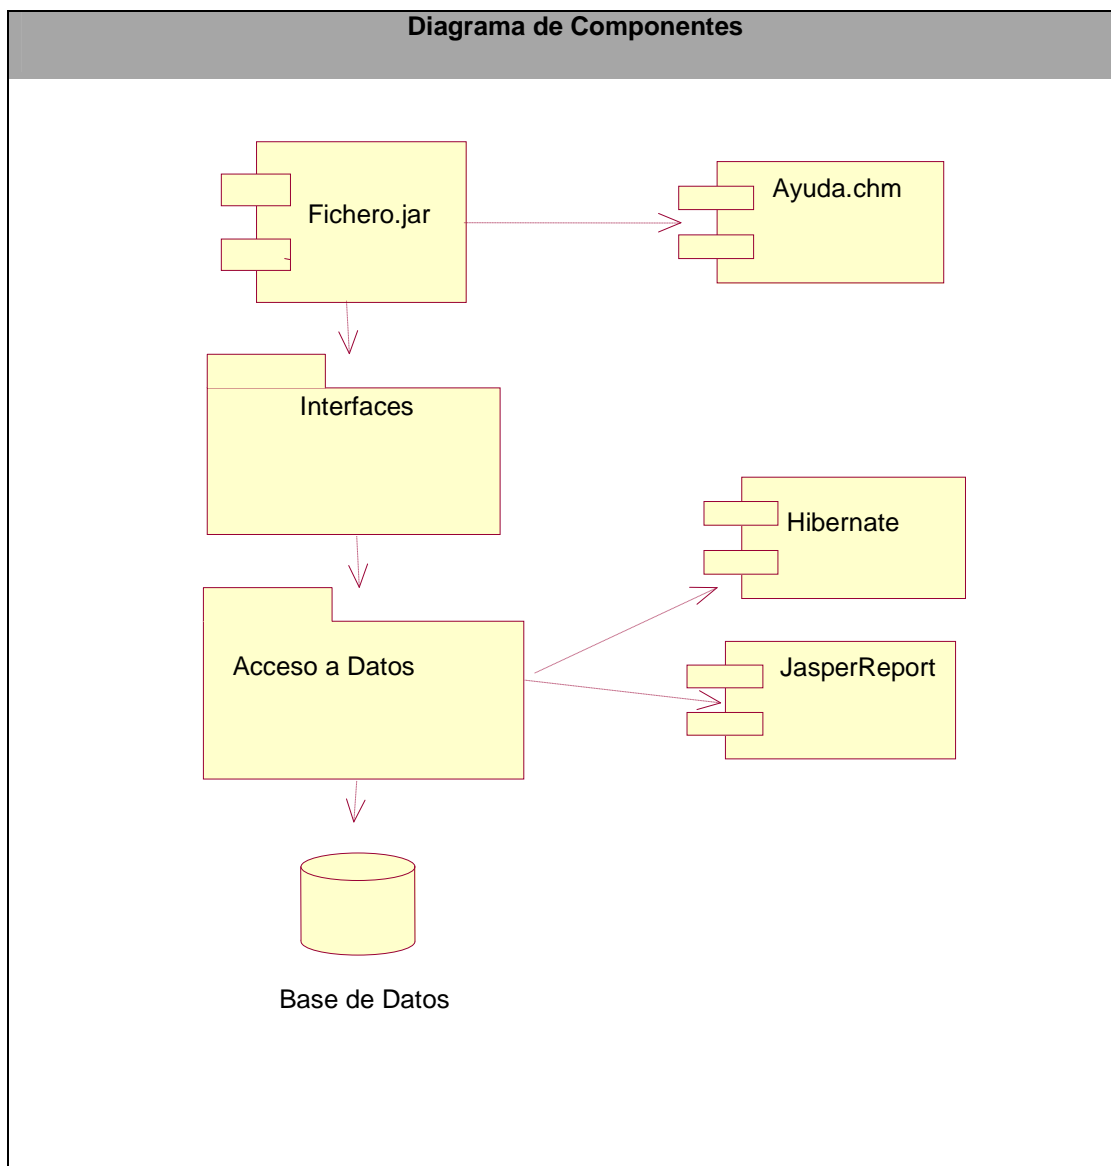 Diagrama de Componentes
Fichero.jar
Ayuda.chm
Interfaces
Hibernate
Acceso a Datos
JasperReport
Base de Datos